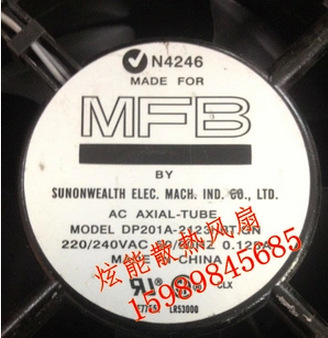 N4246
MADE FOR
MFB
BY
SUNONWEALTH ELEC. MACH. IND. CO., LTD.
AC AXIAL-TUBE
MODEL DP201A-2123
220/240VAC
MADE
CHINA
炫能散热风扇
15989845685
LR53000